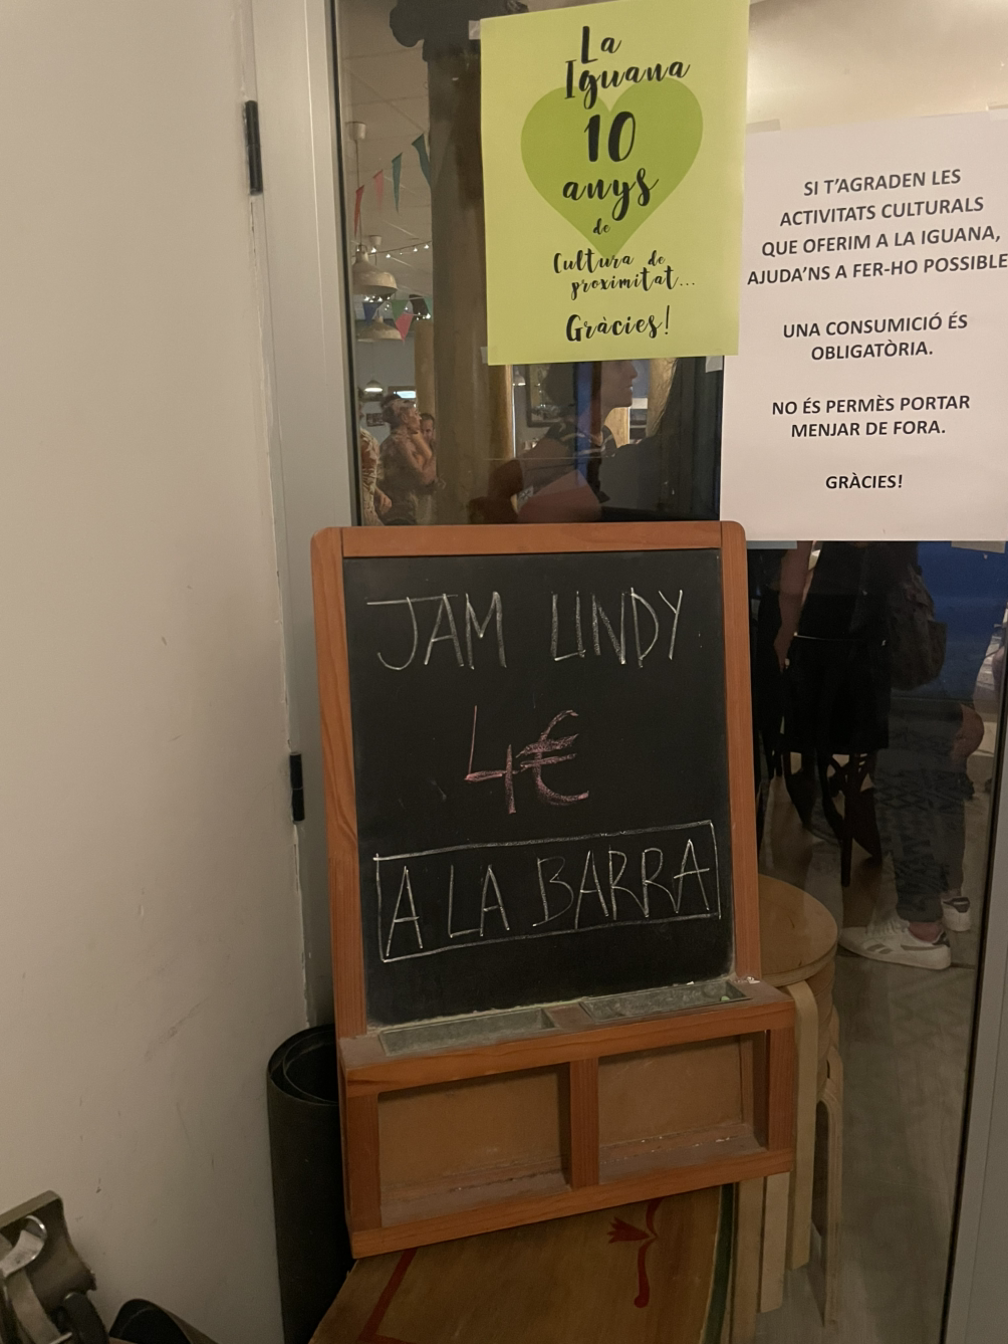 La
Iguana
10
anys
de
Cultura de
proximitat...
Gràcies!
SI T'AGRADEN LES
ACTIVITATS CULTURALS
QUE OFERIM A LA IGUANA,
AJUDA'NS A FER-HO POSSIBLE
UNA CONSUMICIÓ ÉS
OBLIGATÒRIA.
NO ÉS PERMÈS PORTAR
MENJAR DE FORA.
GRÀCIES!
JAM LINDY
4€
A LA BARRA